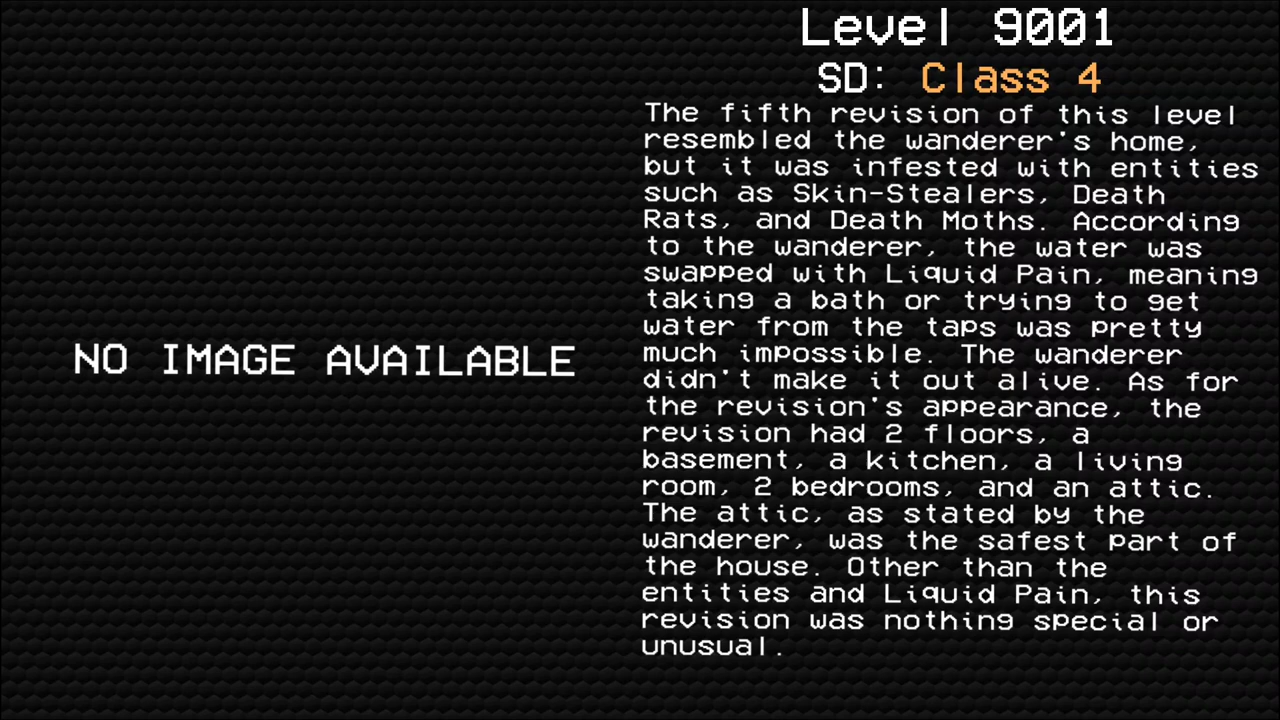 Level 9001
SD: Class 4
The fifth revision of this level
resembled the wanderer's home,
but it was infested with entities
such as Skin-Stealers, Death
Rats, and Death Moths. According
to the wanderer, the water was
swapped with Liquid Pain, meaning
taking a bath or trying to get
water from the taps was pretty
much impossible. The wanderer
didn't make it out alive. As for
the revision's appearance, the
revision had 2 floors, a
basement, a kitchen, a living
room, 2 bedrooms, and an attic.
The attic, as stated by the
wanderer, was the safest part of
the house. Other than the
entities and Liquid Pain, this
revision was nothing special or
unusual.
NO IMAGE AVAILABLE